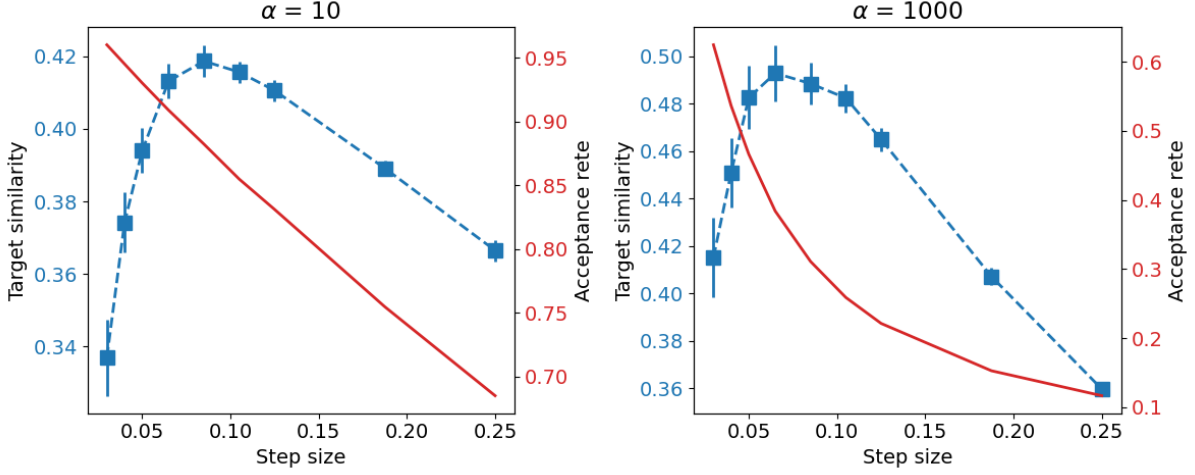 α = 10
0.42
0.40
0.38
0.36
0.34
Target similarity
0.95
0.90
0.85
0.80
0.75
0.70
Acceptance rete
0.05 0.10 0.15 0.20 0.25
Step size
α = 1000
0.50
0.48
0.46
0.44
0.42
0.40
0.38
0.36
Target similarity
0.6
0.5
0.4
0.3
0.2
0.1
Acceptance rete
0.05 0.10 0.15 0.20 0.25
Step size